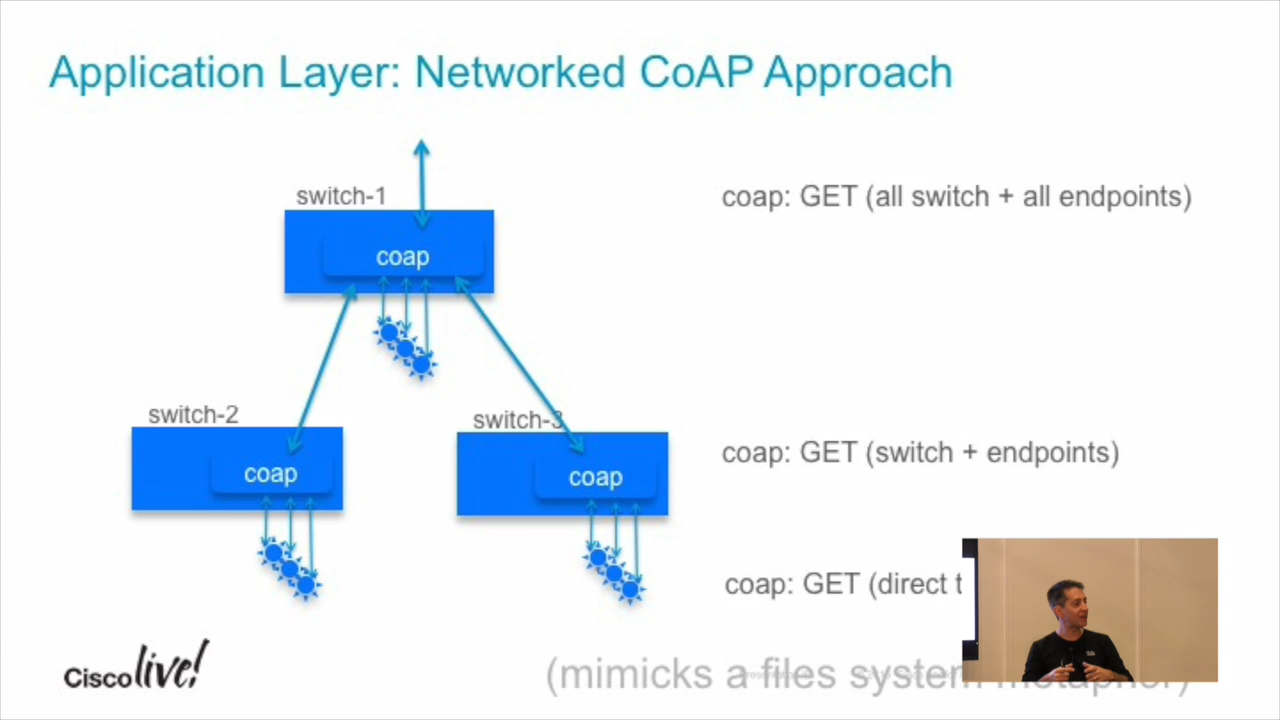 Application Layer: Networked CoAP Approach
switch-1
coap
coap: GET (all switch + all endpoints)
switch-2
coap
switch-3
coap
coap: GET (switch + endpoints)
coap: GET (direct
Cisco live!
(mimicks a files system metapher)